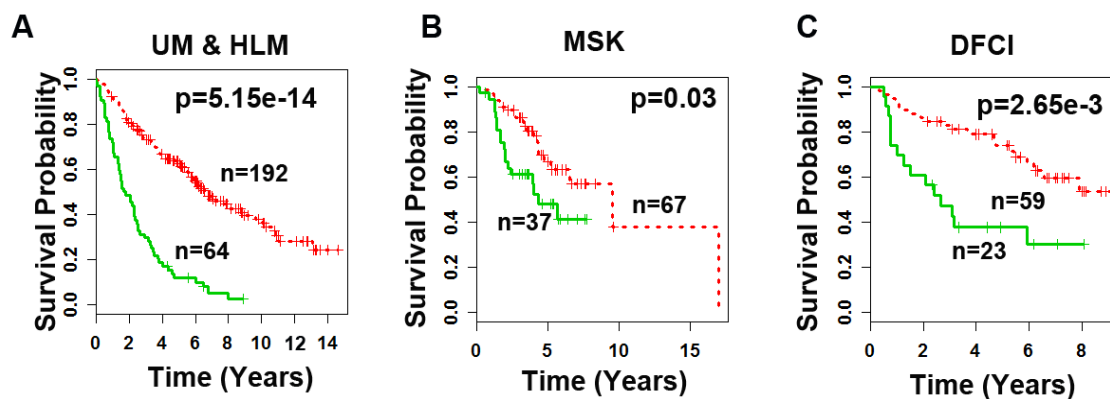 A
UM & HLM
Survival Probability
0.0 0.2 0.4 0.6 0.8 1.0
p=5.15e-14
n=192
n=64
0 2 4 6 8 10 12 14
Time (Years)
B
MSK
Survival Probability
0.0 0.2 0.4 0.6 0.8 1.0
p=0.03
n=67
n=37
0 5 10 15
Time (Years)
C
DFCI
Survival Probability
0.0 0.2 0.4 0.6 0.8 1.0
p=2.65e-3
n=59
n=23
0 2 4 6 8
Time (Years)